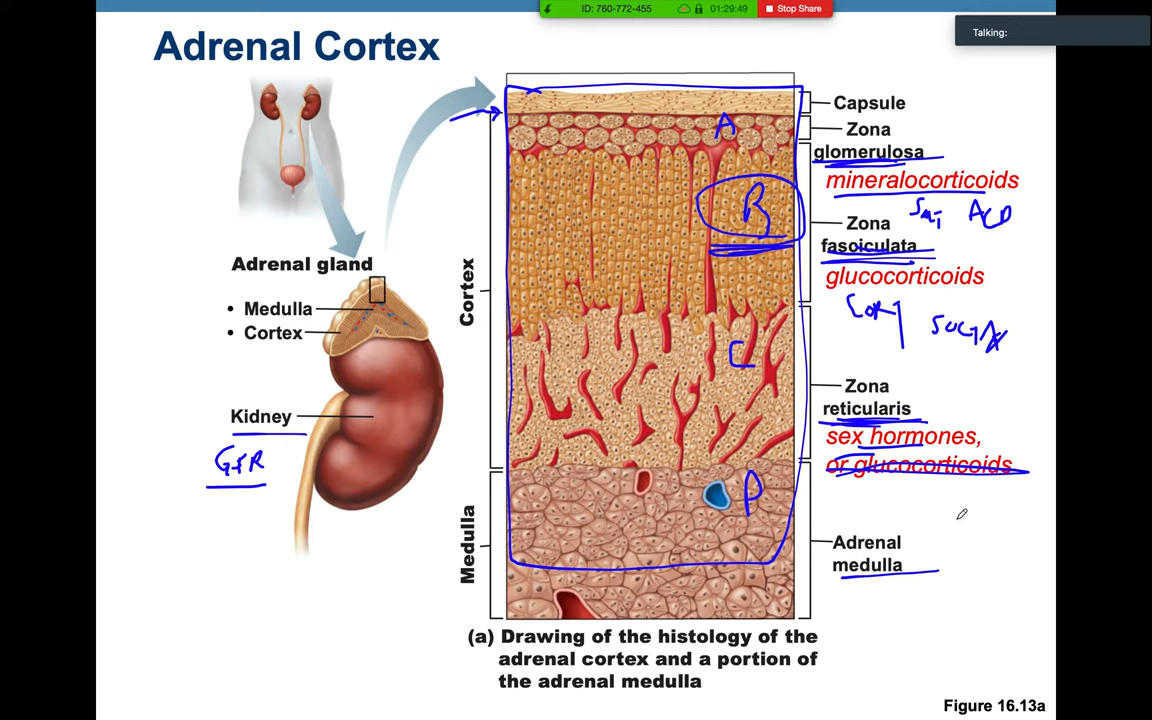 ID: 760-772-455
01:29:49
Stop Share
Talking:
Adrenal Cortex
Capsule
Zona
glomerulosa
mineralocorticoids
Zona
fasciculata
glucocorticoids
Zona
reticularis
sex hormones,
or glucocorticoids
Adrenal
medulla
Adrenal gland
• Medulla
• Cortex
Kidney
GFR
Cortex
Medulla
A
B
C
(a) Drawing of the histology of the
adrenal cortex and a portion of
the adrenal medulla
Figure 16.13a